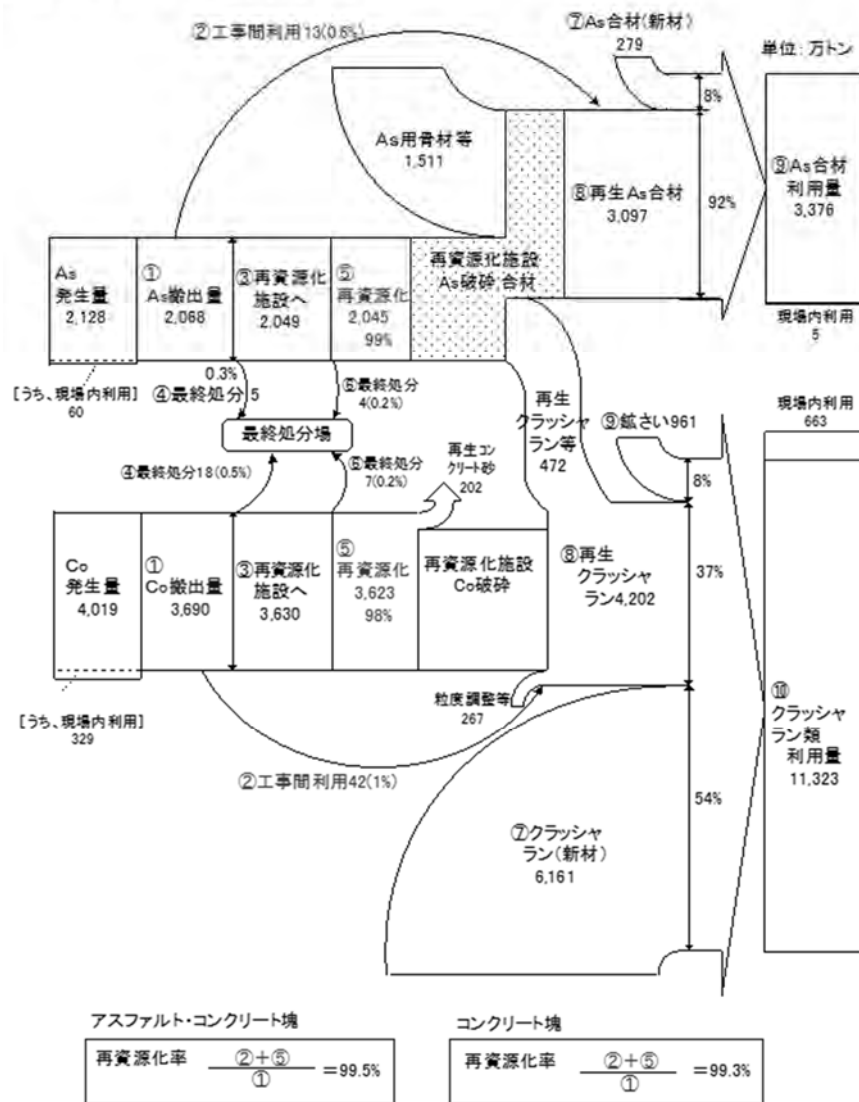 ②工事間利用13(0.6%)
⑦As合材(新材)
279
単位：万トン
8%
As用骨材等
1,511
⑧再生As合材
3,097
92%
⑨As合材
利用量
3,376
As
発生量
2,128
①
As搬出量
2,068
③再資源化
施設へ
2,049
⑤
再資源化
2,045
99%
再資源化施設
As破砕,合材
現場内利用
5
[うち、現場内利用]
60
0.3%
④最終処分 5
⑥最終処分
4(0.2%)
最終処分場
再生
クラッシャ
ラン等
472
⑨鉱さい961
現場内利用
663
④最終処分18(0.5%)
⑥最終処分
7(0.2%)
再生コン
クリート砂
202
8%
Co
発生量
4,019
①
Co搬出量
3,690
③再資源化
施設へ
3,630
⑤
再資源化
3,623
98%
再資源化施設
Co破砕
⑧再生
クラッシャ
ラン4,202
37%
[うち、現場内利用]
329
粒度調整等
267
②工事間利用42(1%)
⑦クラッシャ
ラン(新材)
6,161
54%
⑩
クラッシャ
ラン類
利用量
11,323
アスファルト・コンクリート塊
再資源化率 ②+⑤
①
=99.5%
コンクリート塊
再資源化率 ②+⑤
①
=99.3%